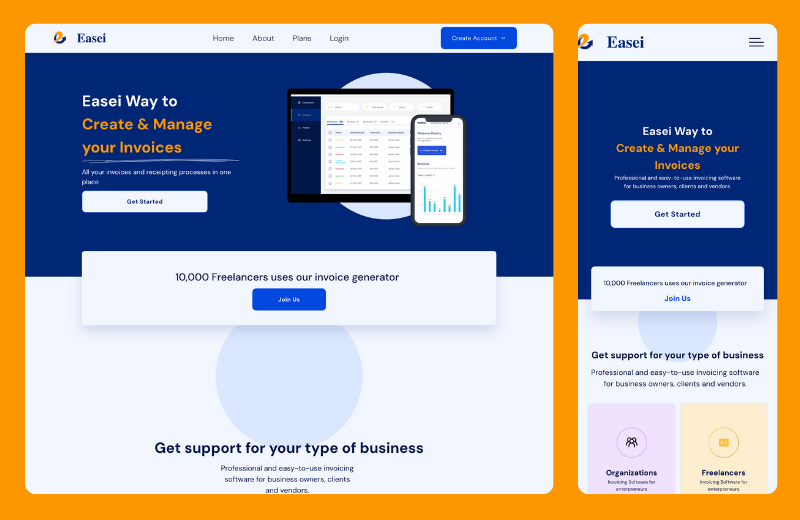 Easei
Home About Plans Login
Create Account
Easei Way to
Create & Manage
your Invoices
All your invoices and receipting processes in one
place
Get Started
10,000 Freelancers uses our invoice generator
Join Us
Get support for your type of business
Professional and easy-to-use invoicing
software for business owners, clients
and vendors.
Easei
Easei Way to
Create & Manage your
Invoices
Professional and easy-to-use invoicing software
for business owners, clients and vendors.
Get Started
10,000 Freelancers uses our invoice generator
Join Us
Get support for your type of business
Professional and easy-to-use invoicing software
for business owners, clients and vendors.
Organizations
Invoicing Software for
enterpreneurs
Freelancers
Invoicing Software for
enterpreneurs